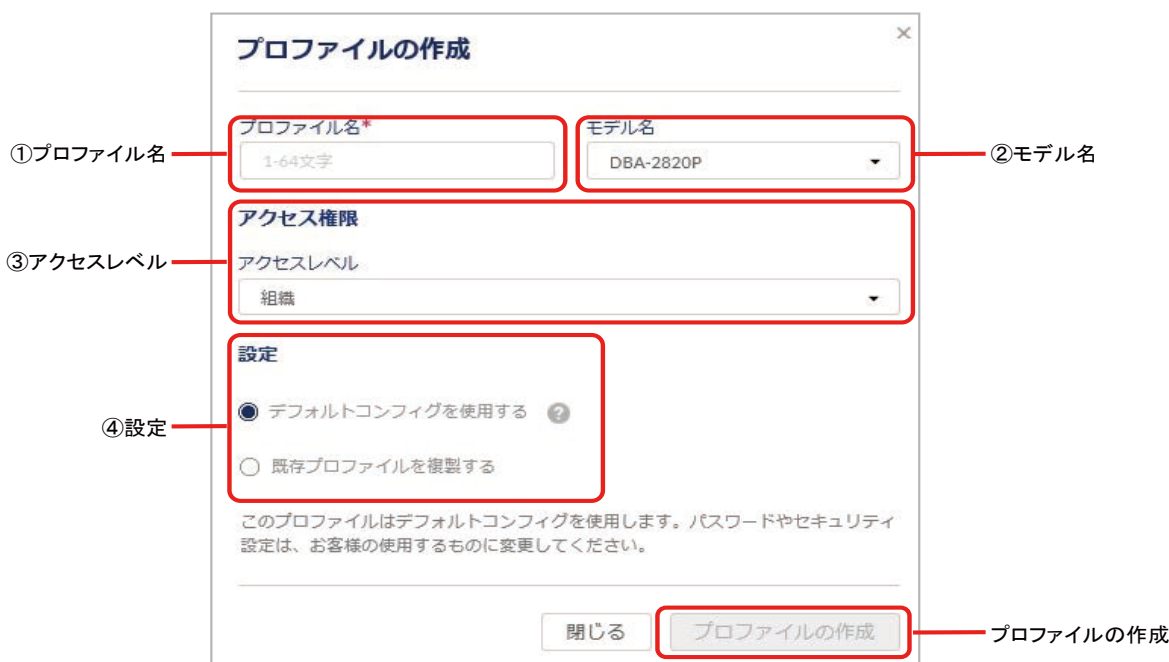 プロファイルの作成
×
①プロファイル名
プロファイル名*
1-64文字
モデル名
DBA-2820P
②モデル名
アクセス権限
③アクセスレベル
アクセスレベル
組織
設定
デフォルトコンフィグを使用する ?
④設定
既存プロファイルを複製する
このプロファイルはデフォルトコンフィグを使用します。パスワードやセキュリティ
設定は、お客様の使用するものに変更してください。
閉じる
プロファイルの作成
プロファイルの作成